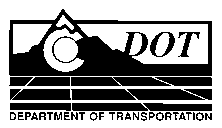 C DOT
DEPARTMENT OF TRANSPORTATION